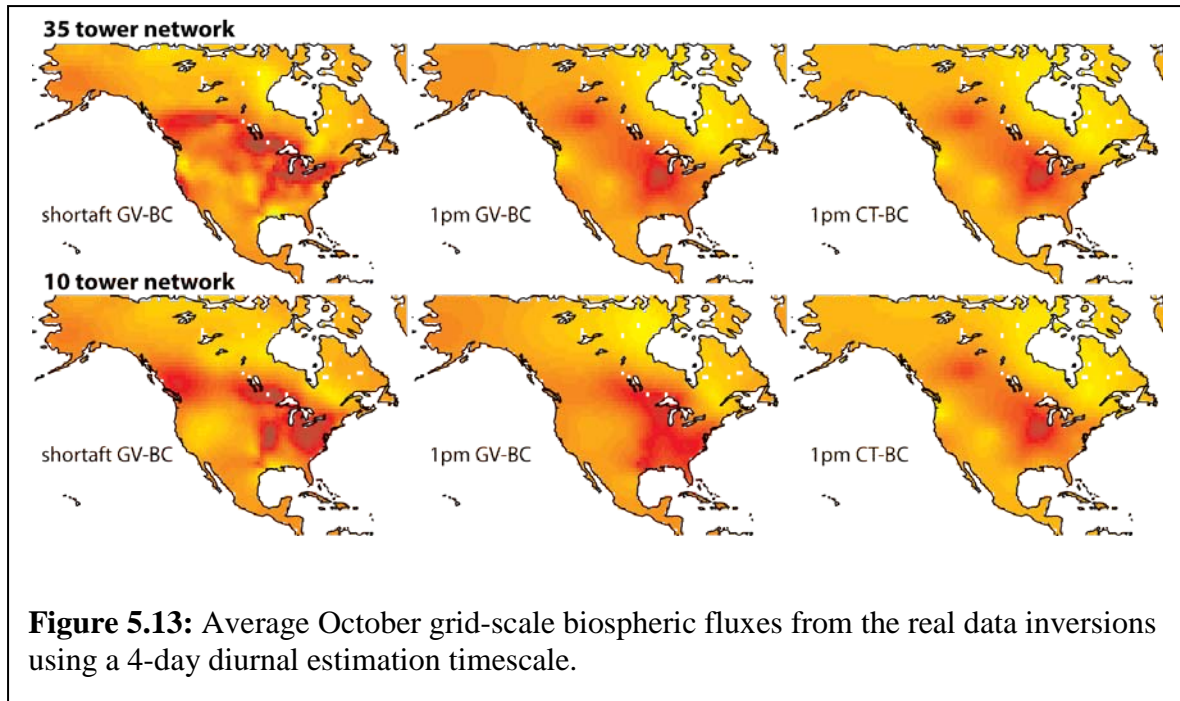 35 tower network
shortaft GV-BC
1pm GV-BC
1pm CT-BC
10 tower network
shortaft GV-BC
1pm GV-BC
1pm CT-BC
Figure 5.13: Average October grid-scale biospheric fluxes from the real data inversions
using a 4-day diurnal estimation timescale.